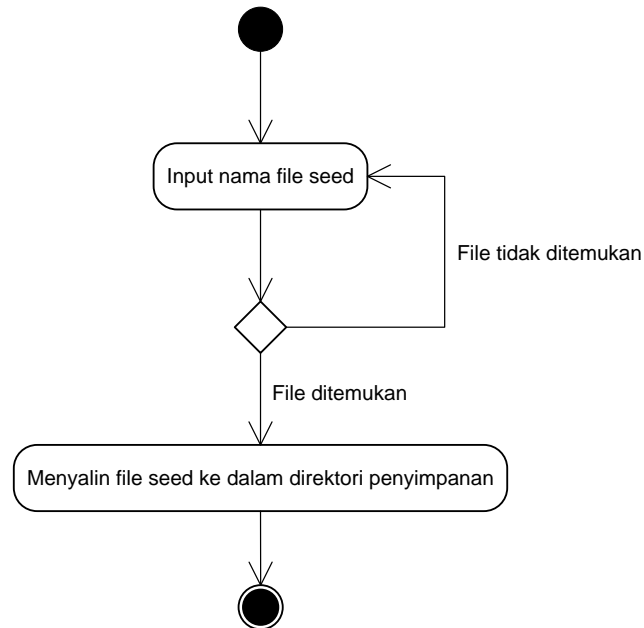 Input nama file seed
File tidak ditemukan
File ditemukan
Menyalin file seed ke dalam direktori penyimpanan